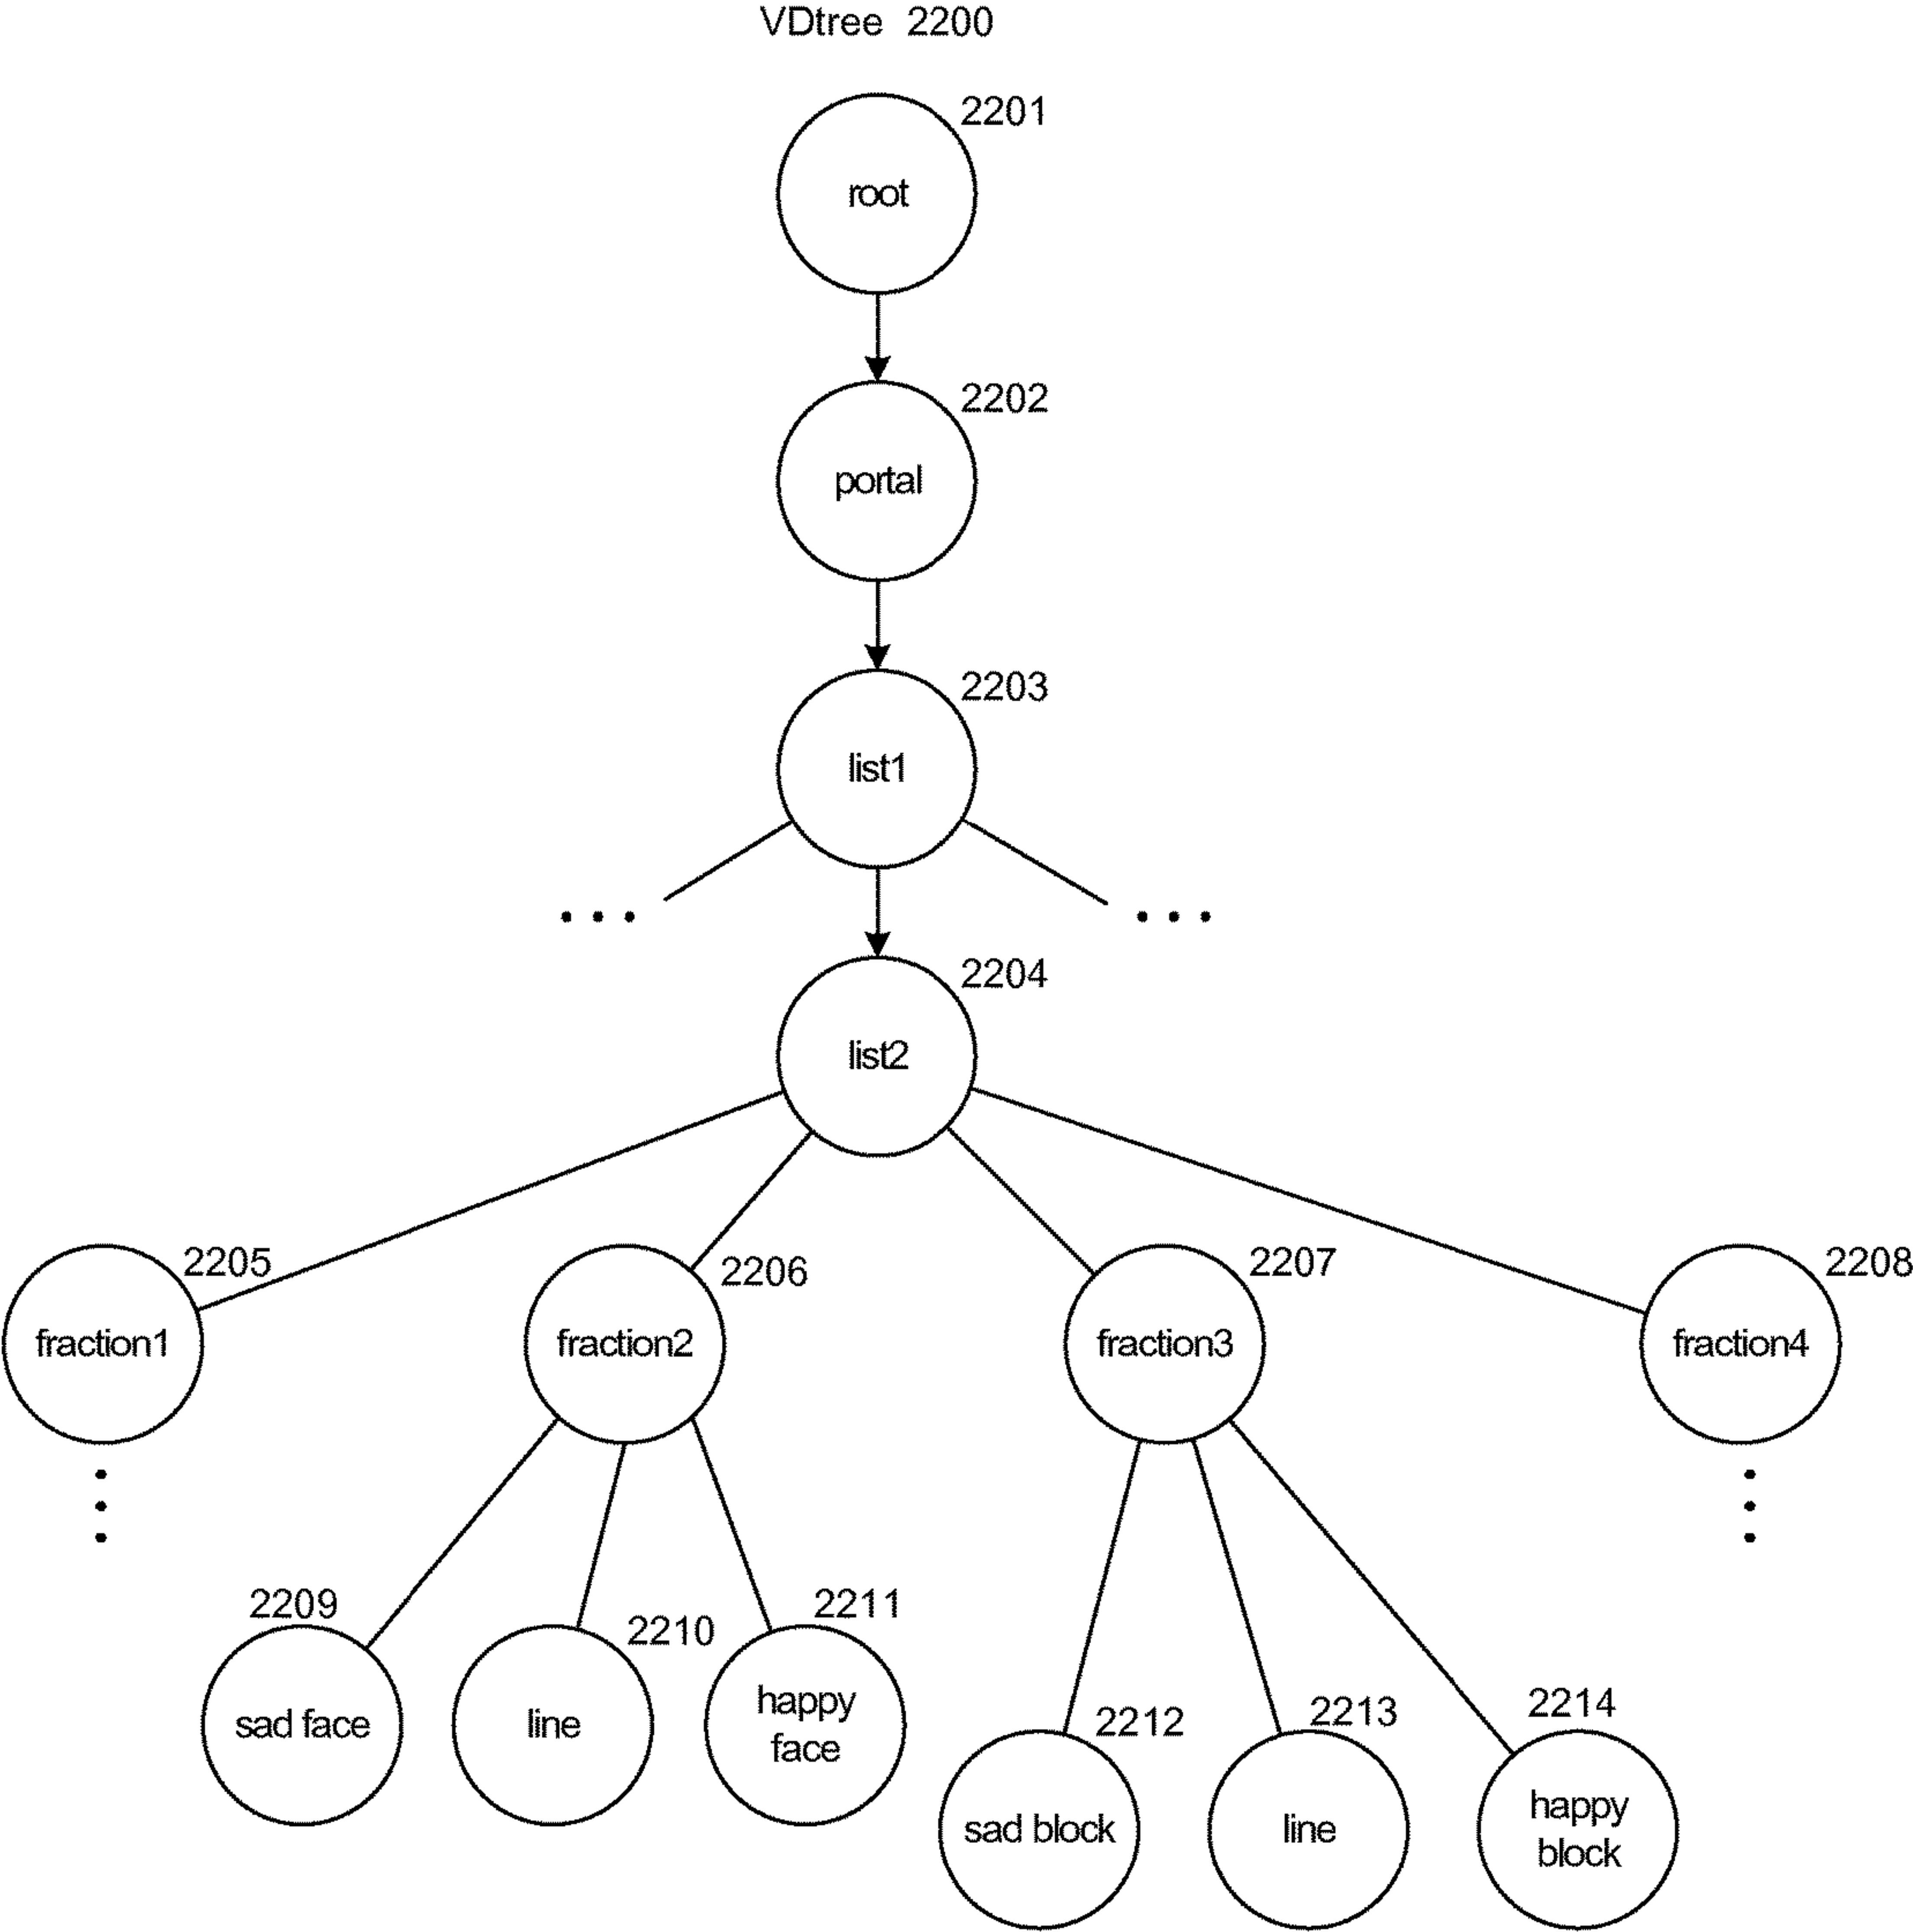 VDtree 2200
2201
root
2202
portal
2203
list1
. . .
. . .
2204
list2
2205
2206
2207
2208
fraction1
fraction2
fraction3
fraction4
2209
2210
2211
sad face
line
happy
face
2212
2213
2214
sad block
line
happy
block